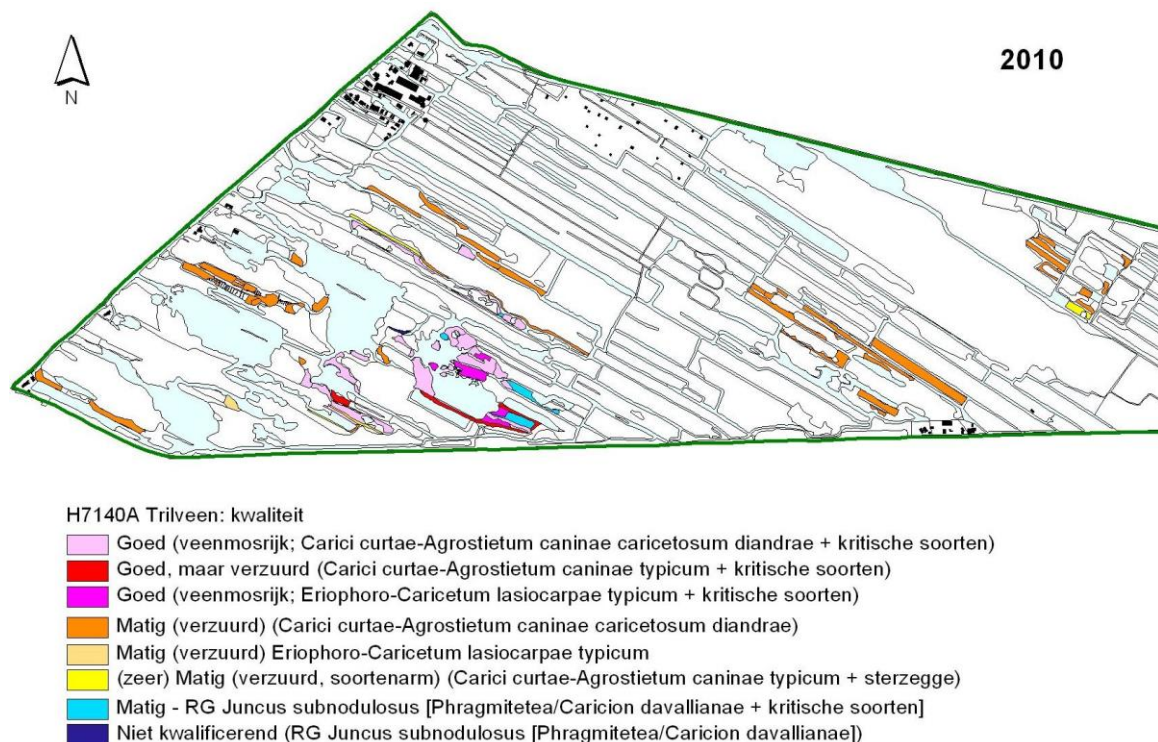 2010
N
H7140A Trilveen: kwaliteit
Goed (veenmosrijk; Carici curtae-Agrostietum caninae caricetosum diandrae + kritische soorten)
Goed, maar verzuurd (Carici curtae-Agrostietum caninae typicum + kritische soorten)
Goed (veenmosrijk; Eriophoro-Caricetum lasiocarpae typicum + kritische soorten)
Matig (verzuurd) (Carici curtae-Agrostietum caninae caricetosum diandrae)
Matig (verzuurd) Eriophoro-Caricetum lasiocarpae typicum
(zeer) Matig (verzuurd, soortenarm) (Carici curtae-Agrostietum caninae typicum + sterzegge)
Matig - RG Juncus subnodulosus [Phragmitetea/Caricion davallianae + kritische soorten]
Niet kwalificerend (RG Juncus subnodulosus [Phragmitetea/Caricion davallianae])